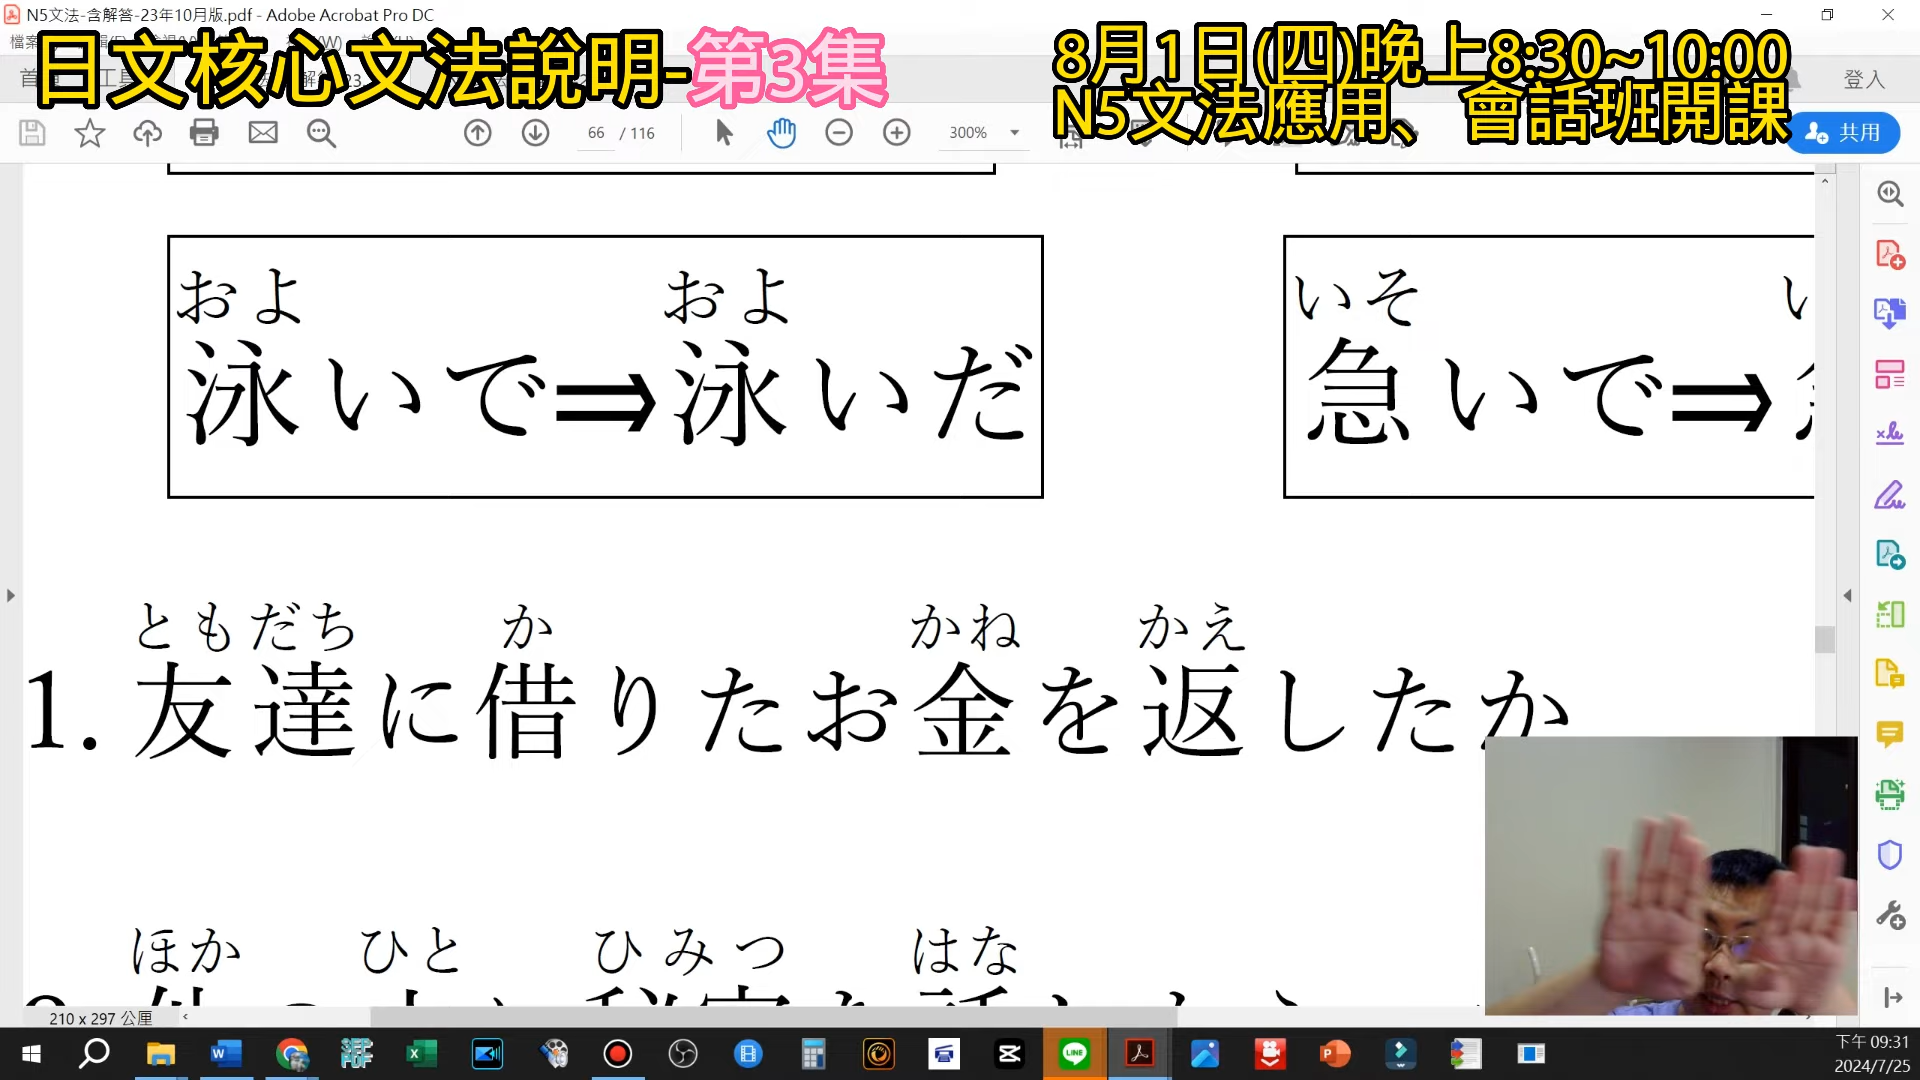 N5文法-含解答-23年10月版.pdf - Adobe Acrobat Pro DC
日文核心文法說明-第3集
8月1日(四)晚上8:30~10:00
N5文法應用、會話班開課
登入
66 / 116
300%
共用
およ およ
泳いで⇒泳いだ
いそ い
急いで⇒
ともだち か かね かえ
1. 友達に借りたお金を返したか
ほか ひと ひみつ はな
210 x 297 公厘
下午 09:31
2024/7/25